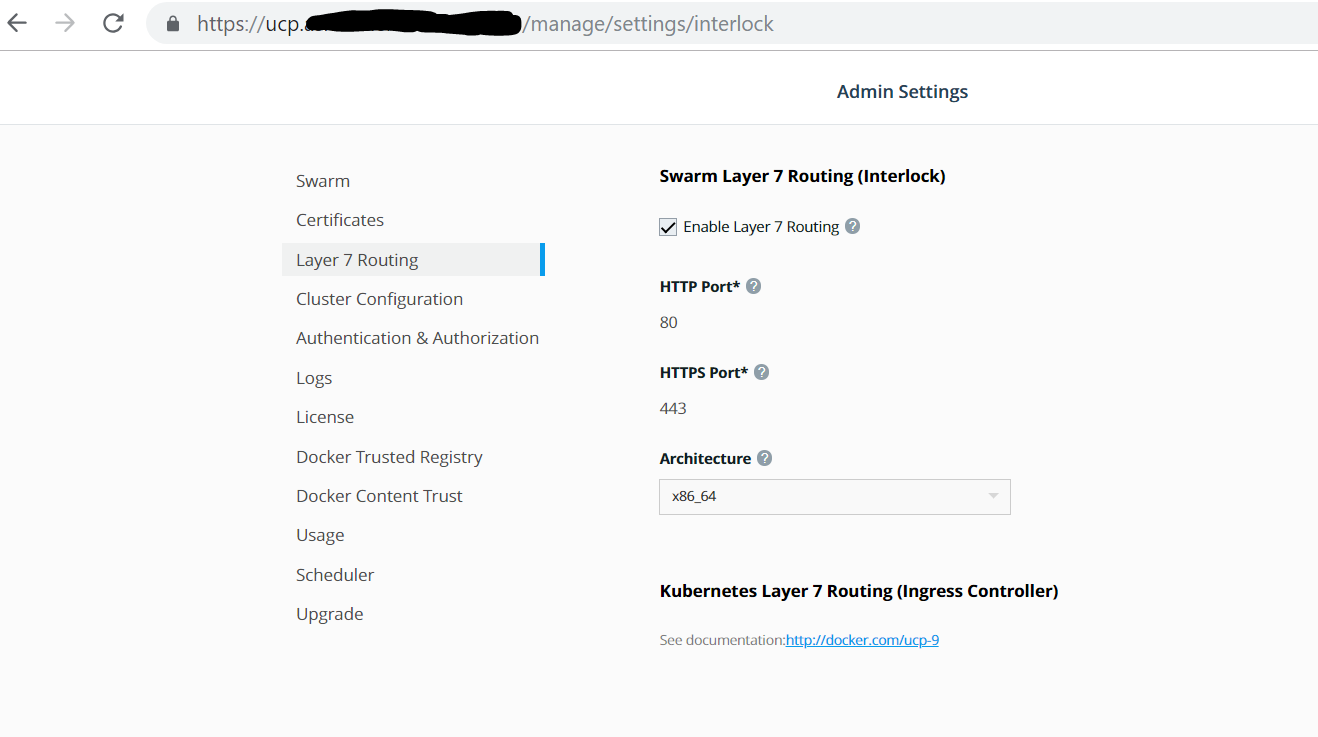 https://ucp. /manage/settings/interlock
Admin Settings
Swarm
Certificates
Layer 7 Routing
Cluster Configuration
Authentication & Authorization
Logs
License
Docker Trusted Registry
Docker Content Trust
Usage
Scheduler
Upgrade
Swarm Layer 7 Routing (Interlock)
Enable Layer 7 Routing ?
HTTP Port* ?
80
HTTPS Port* ?
443
Architecture ?
x86_64
Kubernetes Layer 7 Routing (Ingress Controller)
See documentation:http://docker.com/ucp-9